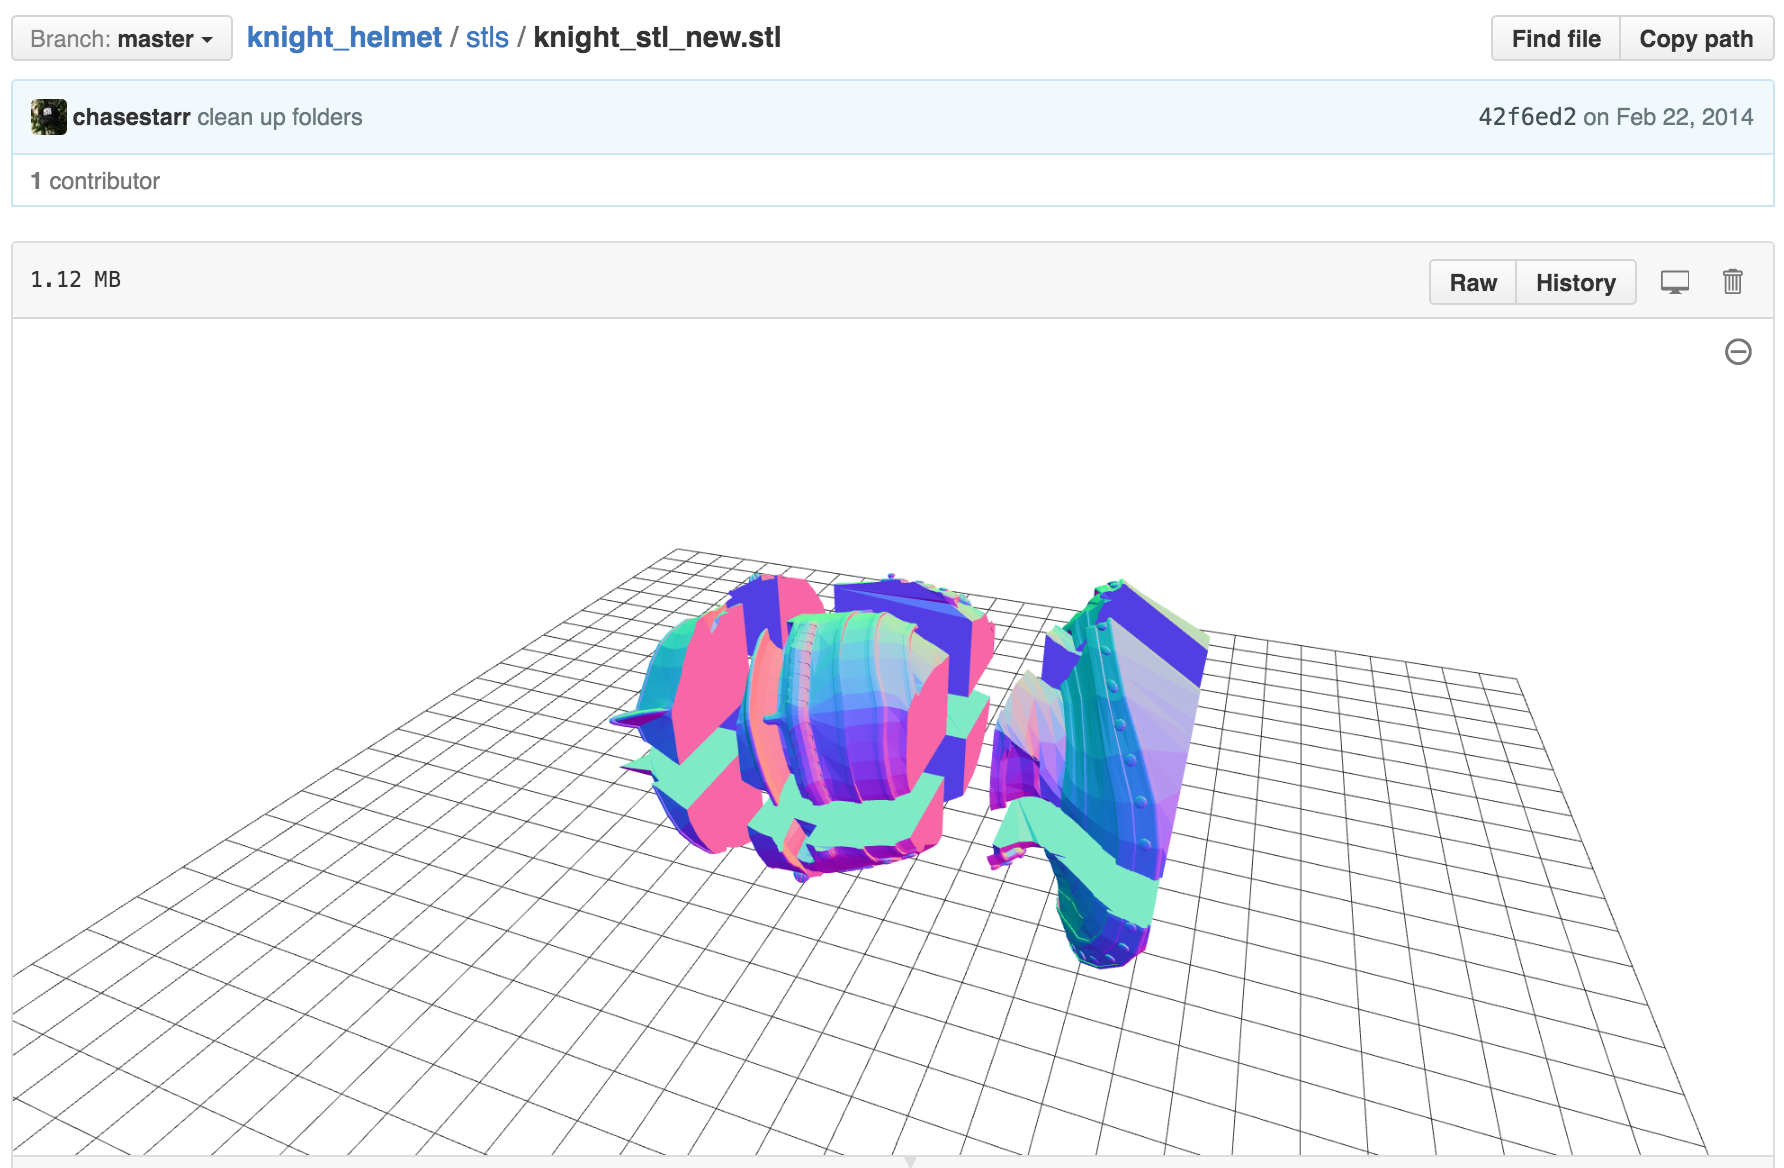 Branch: master knight_helmet / stls / knight_stl_new.stl Find file Copy path
chasestarr clean up folders 42f6ed2 on Feb 22, 2014
1 contributor
1.12 MB Raw History